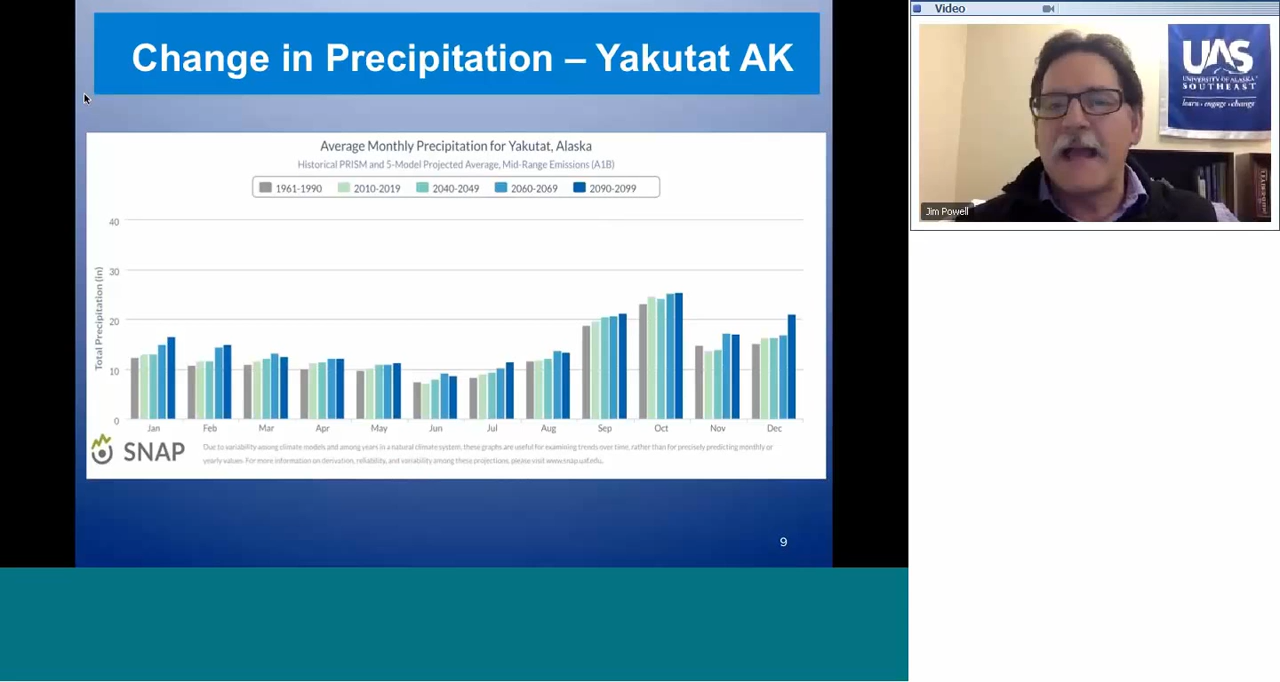 Change in Precipitation – Yakutat AK
Average Monthly Precipitation for Yakutat, Alaska
Historical PRISM and 5-Model Projected Average, Mid-Range Emissions (A1B)
1961-1990 2010-2019 2040-2049 2060-2069 2090-2099
Total Precipitation (in)
40
30
20
10
0
Jan Feb Mar Apr May Jun Jul Aug Sep Oct Nov Dec
SNAP
Due to variability among climate models and among years in a natural climate system, these graphs are useful for examining trends over time, rather than for precisely predicting monthly or
yearly values. For more information on derivation, reliability, and variability among these projections, please visit www.snap.uaf.edu.
9
Video
UAS
UNIVERSITY OF ALASKA
SOUTHEAST
learn • engage • change
Jim Powell